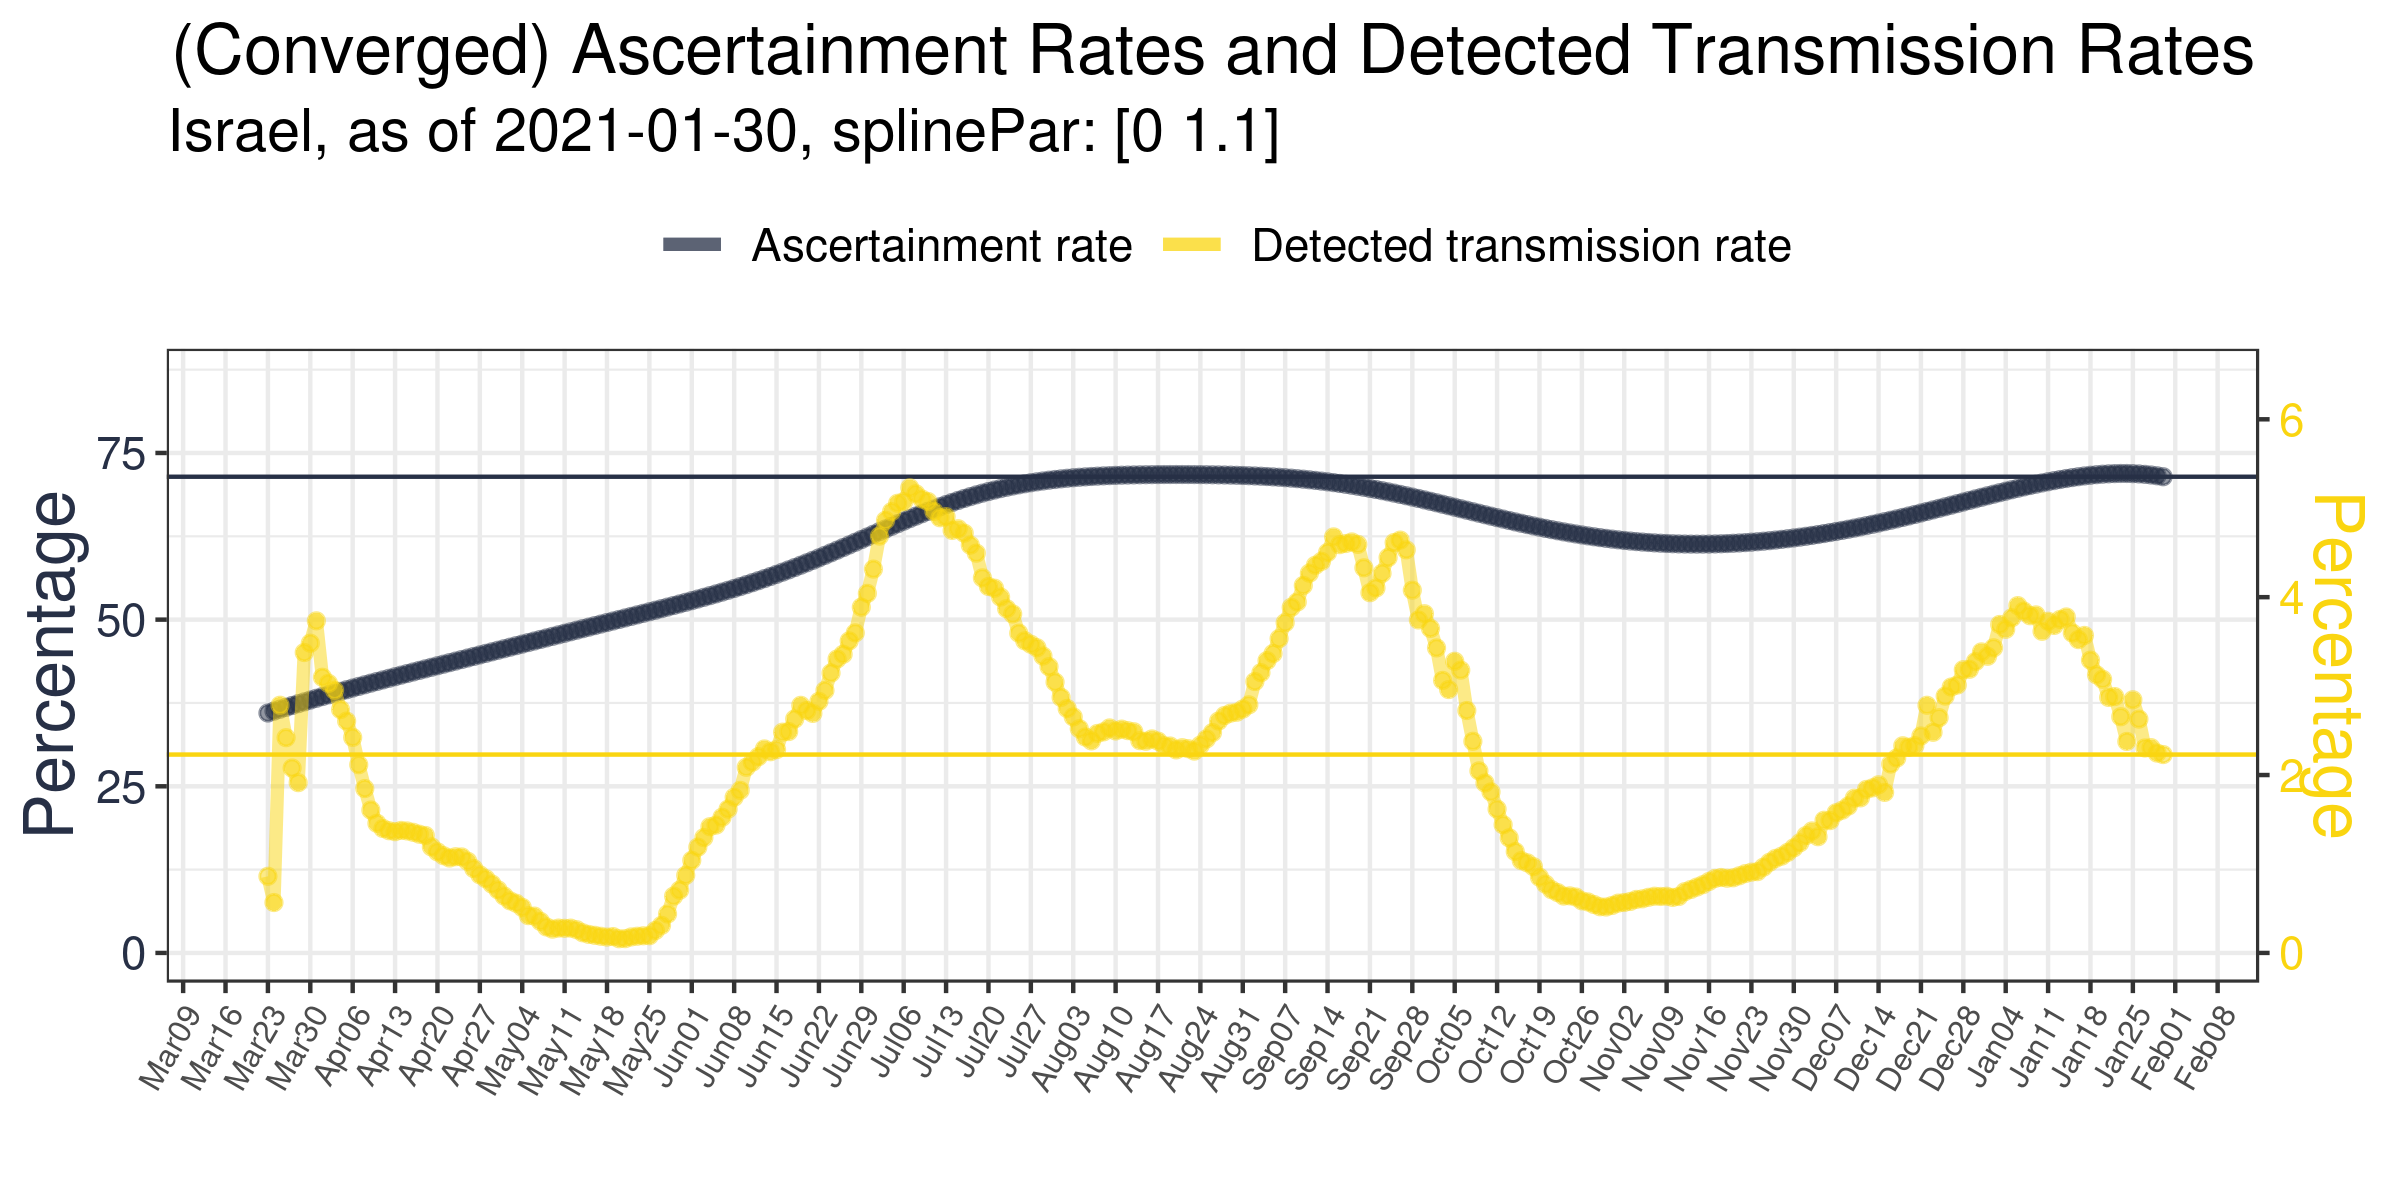 (Converged) Ascertainment Rates and Detected Transmission Rates
Israel, as of 2021-01-30, splinePar: [0 1.1]
Ascertainment rate
Detected transmission rate
Percentage
75
50
25
0
6
4
2
0
Percentage
Mar09
Mar16
Mar23
Mar30
Apr06
Apr13
Apr20
Apr27
May04
May11
May18
May25
Jun01
Jun08
Jun15
Jun22
Jun29
Jul06
Jul13
Jul20
Jul27
Aug03
Aug10
Aug17
Aug24
Aug31
Sep07
Sep14
Sep21
Sep28
Oct05
Oct12
Oct19
Oct26
Nov02
Nov09
Nov16
Nov23
Nov30
Dec07
Dec14
Dec21
Dec28
Jan04
Jan11
Jan18
Jan25
Feb01
Feb08